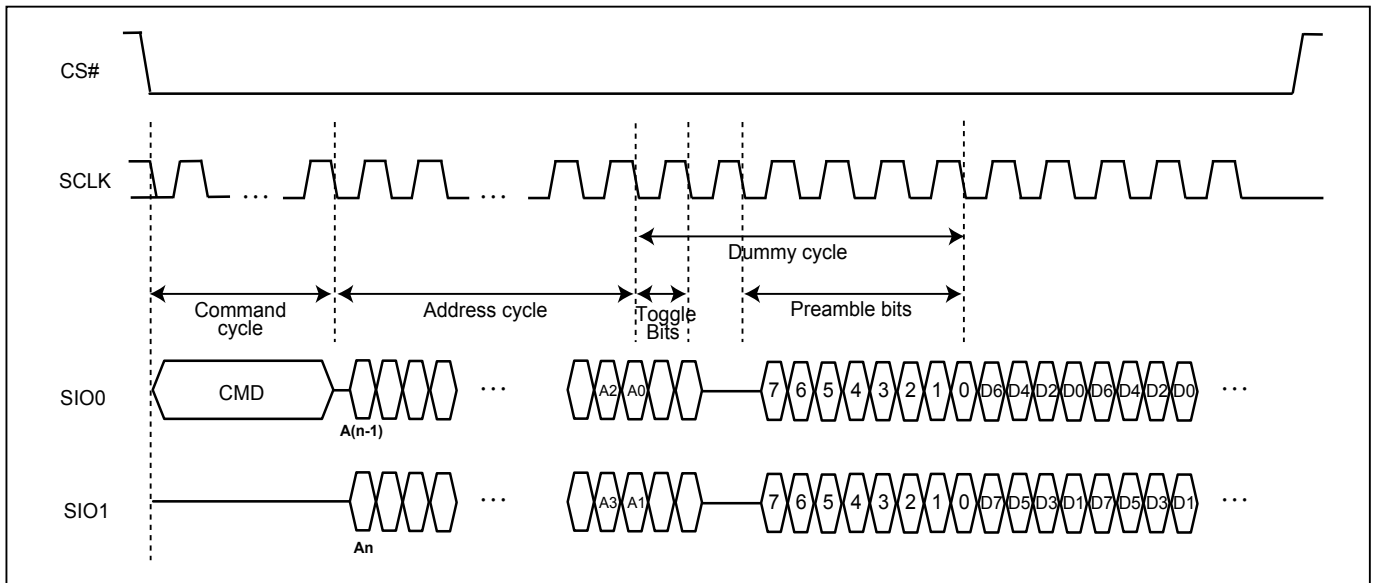 CS#
SCLK
... ...
Dummy cycle
Command cycle
Address cycle
Toggle Bits
Preamble bits
SIO0
CMD
... A2 A0 7 6 5 4 3 2 1 0 D6 D4 D2 D0 D6 D4 D2 D0 ...
A(n-1)
SIO1
... A3 A1 7 6 5 4 3 2 1 0 D7 D5 D3 D1 D7 D5 D3 D1 ...
An